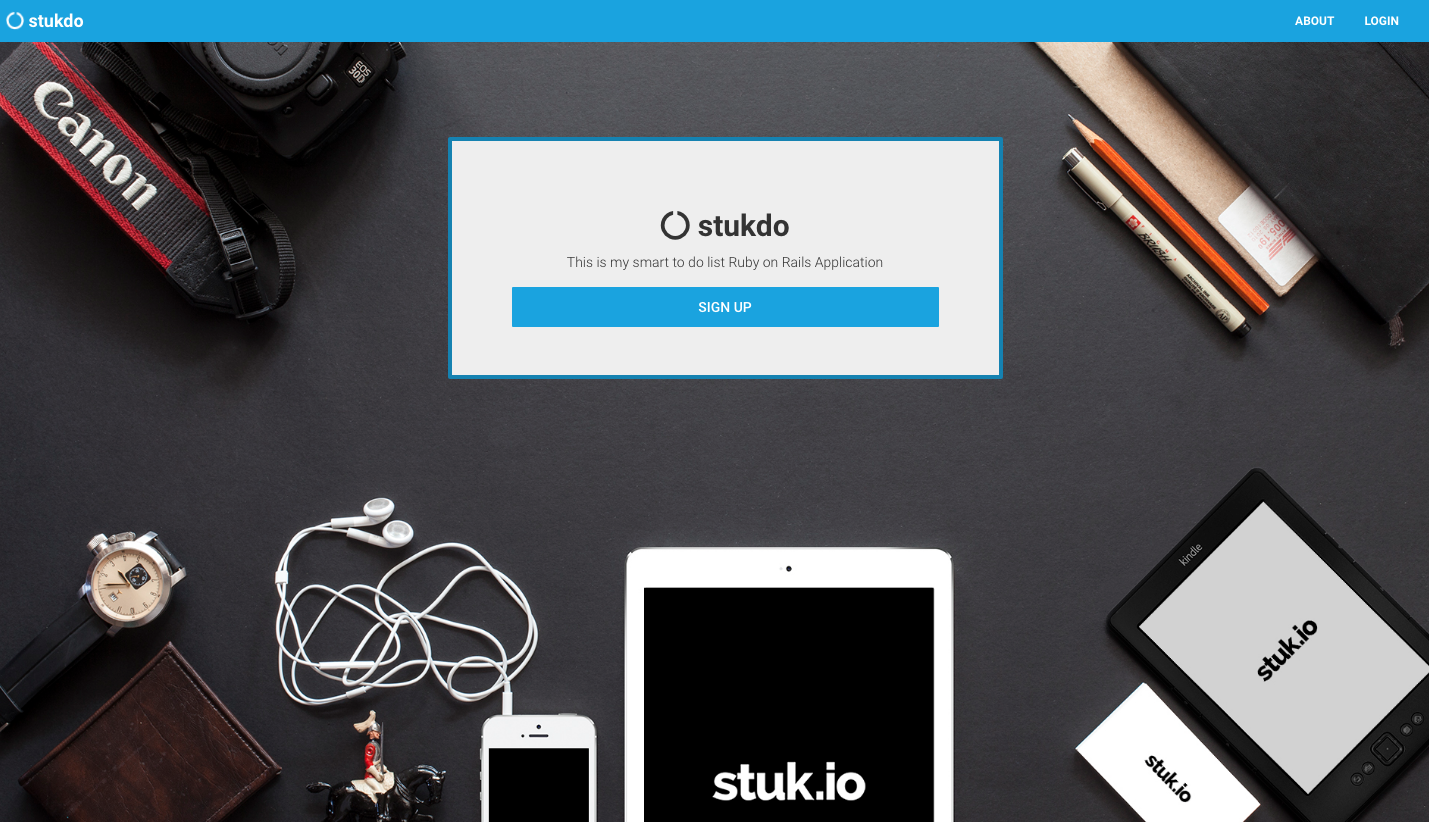 stukdo
ABOUT
LOGIN
EOS
30D
Canon
stukdo
This is my smart to do list Ruby on Rails Application
SIGN UP
kindle
stuk.io
stuk.io
stuk.io